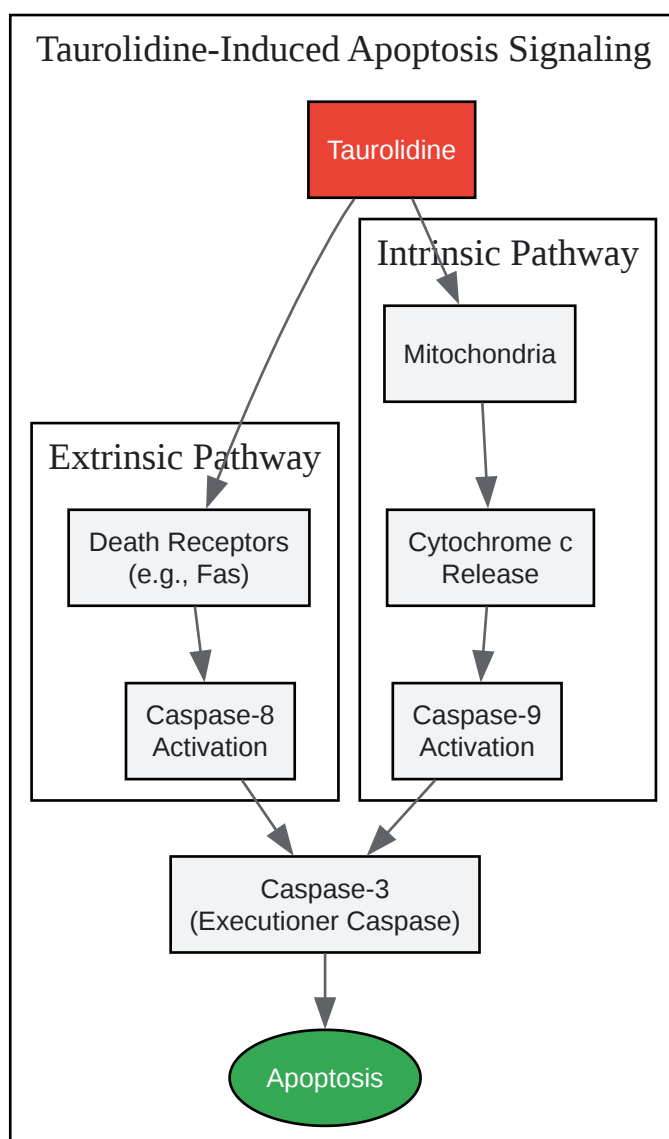 Taurolidine-Induced Apoptosis Signaling
Taurolidine
Intrinsic Pathway
Mitochondria
Extrinsic Pathway
Death Receptors
(e.g., Fas)
Cytochrome c
Release
Caspase-8
Activation
Caspase-9
Activation
Caspase-3
(Executioner Caspase)
Apoptosis